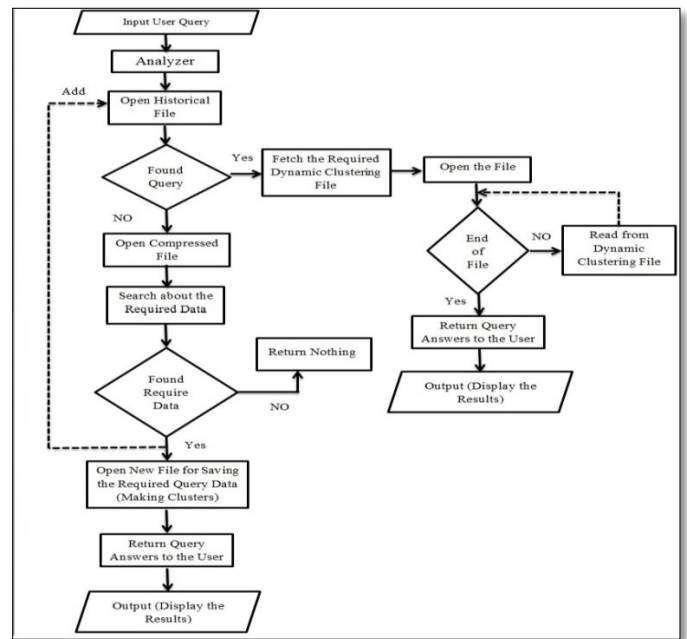 Input User Query
Analyzer
Add
Open Historical
File
Found
Query
Yes
Fetch the Required
Dynamic Clustering
File
Open the File
NO
Open Compressed
File
End
of
File
NO
Read from
Dynamic
Clustering File
Search about the
Required Data
Yes
Return Query
Answers to the User
Return Nothing
Found
Require
Data
NO
Output (Display the
Results)
Yes
Open New File for Saving
the Required Query Data
(Making Clusters)
Return Query
Answers to the User
Output (Display the
Results)